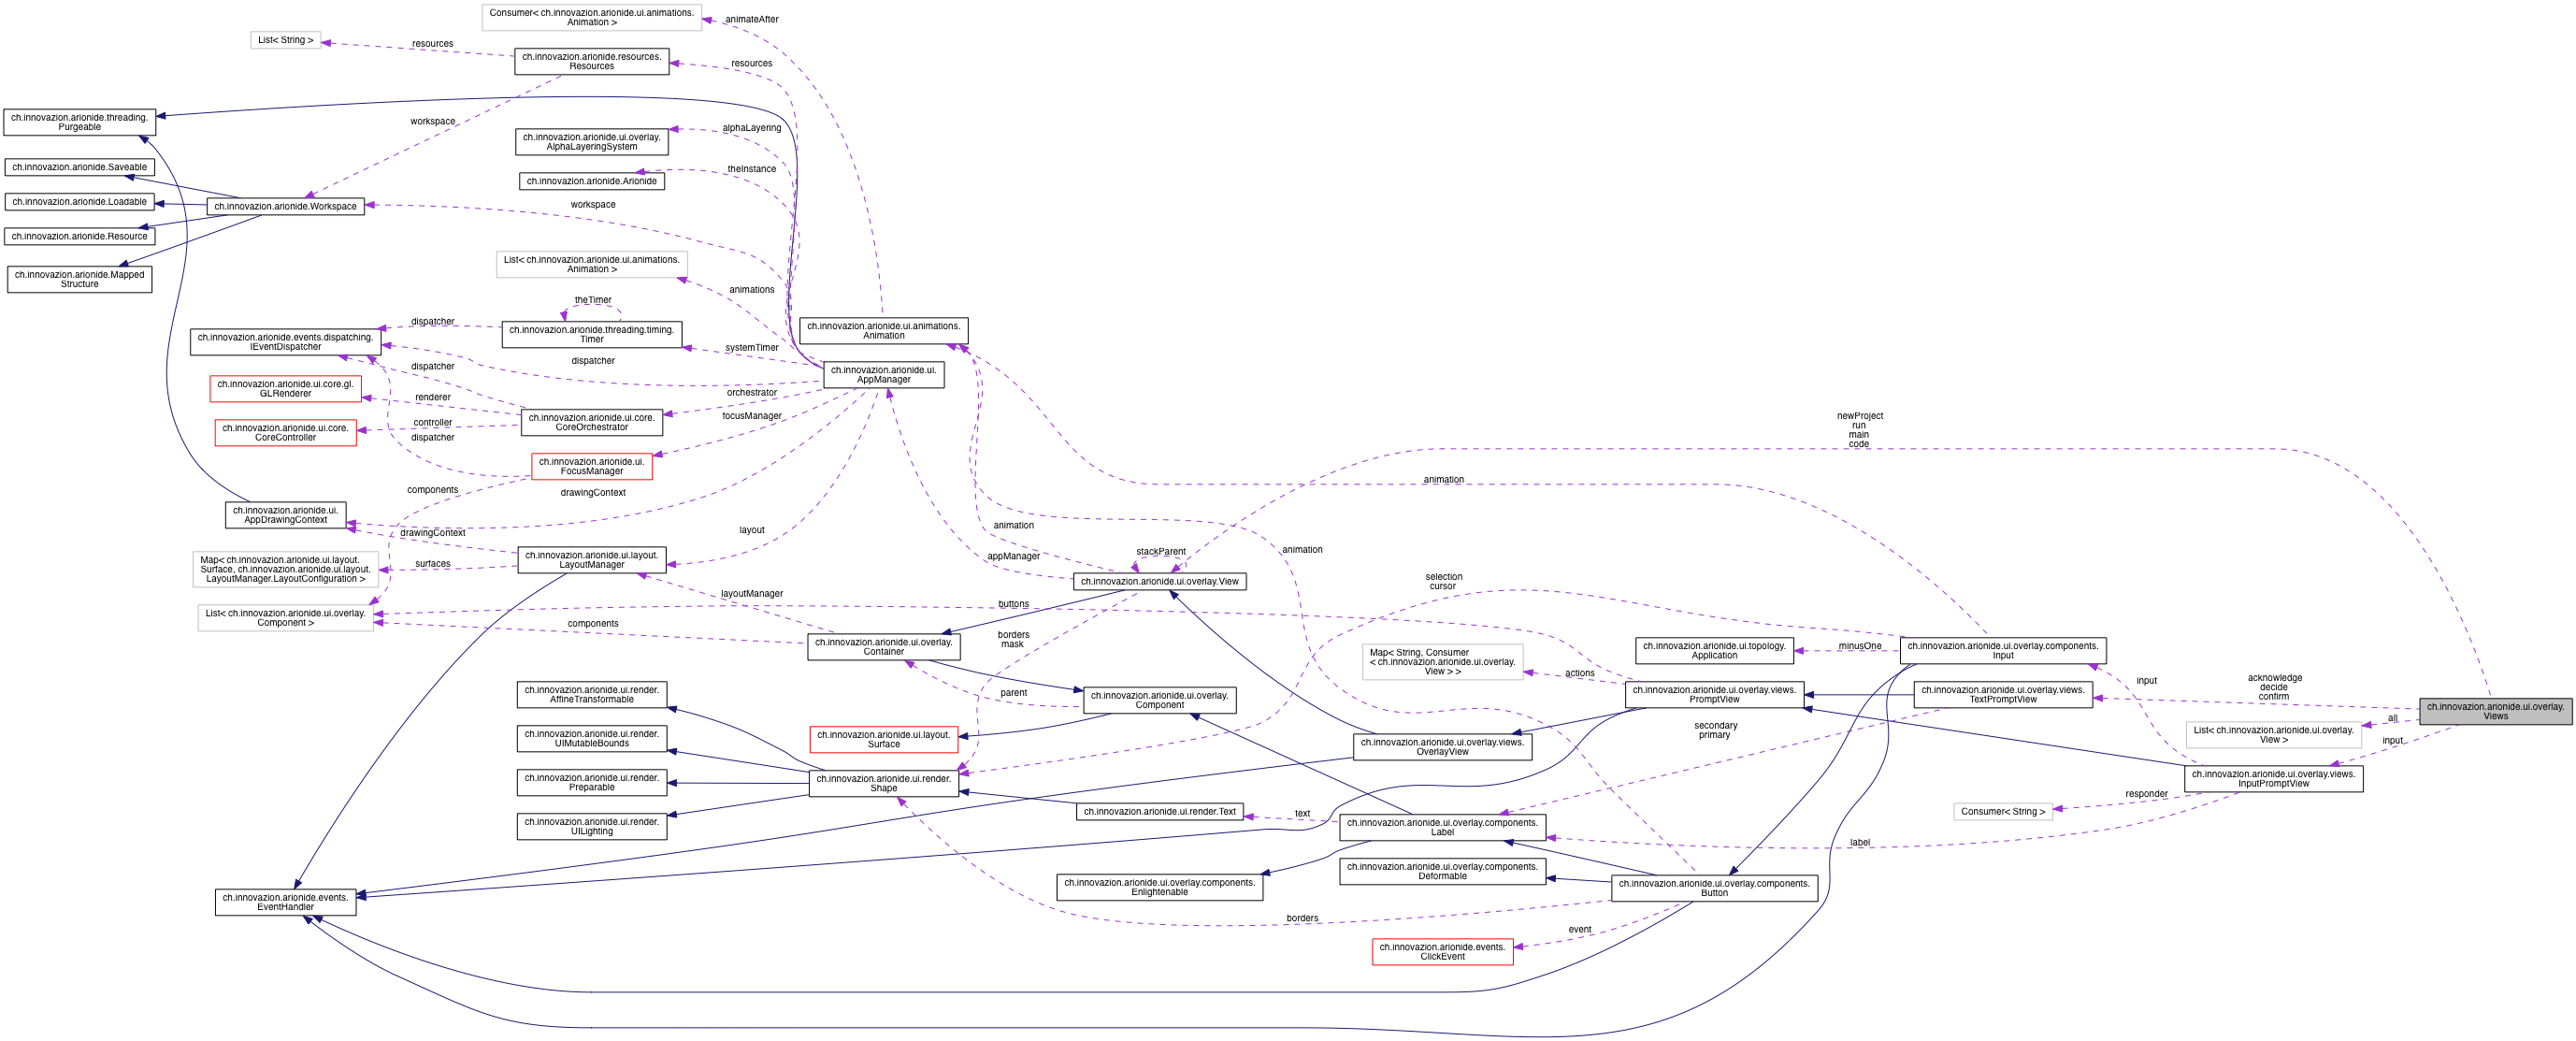 Consumer< ch.innovazion.arionide.ui.animations.
Animation >
animateAfter
List< String >
resources
ch.innovazion.arionide.resources.
Resources
resources
ch.innovazion.arionide.threading.
Purgeable
workspace
ch.innovazion.arionide.ui.overlay.
AlphaLayeringSystem
alphaLayering
ch.innovazion.arionide.Saveable
theInstance
ch.innovazion.arionide.Arionide
ch.innovazion.arionide.Loadable
ch.innovazion.arionide.Workspace
workspace
ch.innovazion.arionide.Resource
ch.innovazion.arionide.Mapped
Structure
List< ch.innovazion.arionide.ui.animations.
Animation >
animations
theTimer
ch.innovazion.arionide.events.dispatching.
IEventDispatcher
dispatcher
ch.innovazion.arionide.threading.timing.
Timer
systemTimer
ch.innovazion.arionide.ui.animations.
Animation
dispatcher
dispatcher
ch.innovazion.arionide.ui.
AppManager
ch.innovazion.arionide.ui.core.gl.
GLRenderer
renderer
orchestrator
ch.innovazion.arionide.ui.core.
CoreOrchestrator
focusManager
ch.innovazion.arionide.ui.core.
CoreController
controller
dispatcher
newProject
run
main
code
ch.innovazion.arionide.ui.
FocusManager
animation
components
drawingContext
ch.innovazion.arionide.ui.
AppDrawingContext
drawingContext
layout
animation
appManager
animation
stackParent
Map< ch.innovazion.arionide.ui.layout.
Surface, ch.innovazion.arionide.ui.layout.
LayoutManager.LayoutConfiguration >
surfaces
ch.innovazion.arionide.ui.layout.
LayoutManager
ch.innovazion.arionide.ui.overlay.View
selection
cursor
layoutManager
buttons
List< ch.innovazion.arionide.ui.overlay.
Component >
components
ch.innovazion.arionide.ui.overlay.
Container
borders
mask
Map< String, Consumer
< ch.innovazion.arionide.ui.overlay.
View > >
actions
ch.innovazion.arionide.ui.topology.
Application
minusOne
ch.innovazion.arionide.ui.overlay.components.
Input
ch.innovazion.arionide.ui.render.
AffineTransformable
parent
ch.innovazion.arionide.ui.overlay.
Component
ch.innovazion.arionide.ui.overlay.views.
PromptView
ch.innovazion.arionide.ui.overlay.views.
TextPromptView
input
acknowledge
decide
confirm
ch.innovazion.arionide.ui.overlay.
Views
ch.innovazion.arionide.ui.render.
UIMutableBounds
ch.innovazion.arionide.ui.layout.
Surface
ch.innovazion.arionide.ui.overlay.views.
OverlayView
secondary
primary
List< ch.innovazion.arionide.ui.overlay.
View >
all
input
ch.innovazion.arionide.ui.render.
Preparable
ch.innovazion.arionide.ui.render.
Shape
ch.innovazion.arionide.ui.overlay.views.
InputPromptView
ch.innovazion.arionide.ui.render.
UILighting
ch.innovazion.arionide.ui.render.Text
text
ch.innovazion.arionide.ui.overlay.components.
Label
Consumer< String >
responder
label
ch.innovazion.arionide.events.
EventHandler
ch.innovazion.arionide.ui.overlay.components.
Enlightenable
ch.innovazion.arionide.ui.overlay.components.
Deformable
ch.innovazion.arionide.ui.overlay.components.
Button
borders
event
ch.innovazion.arionide.events.
ClickEvent